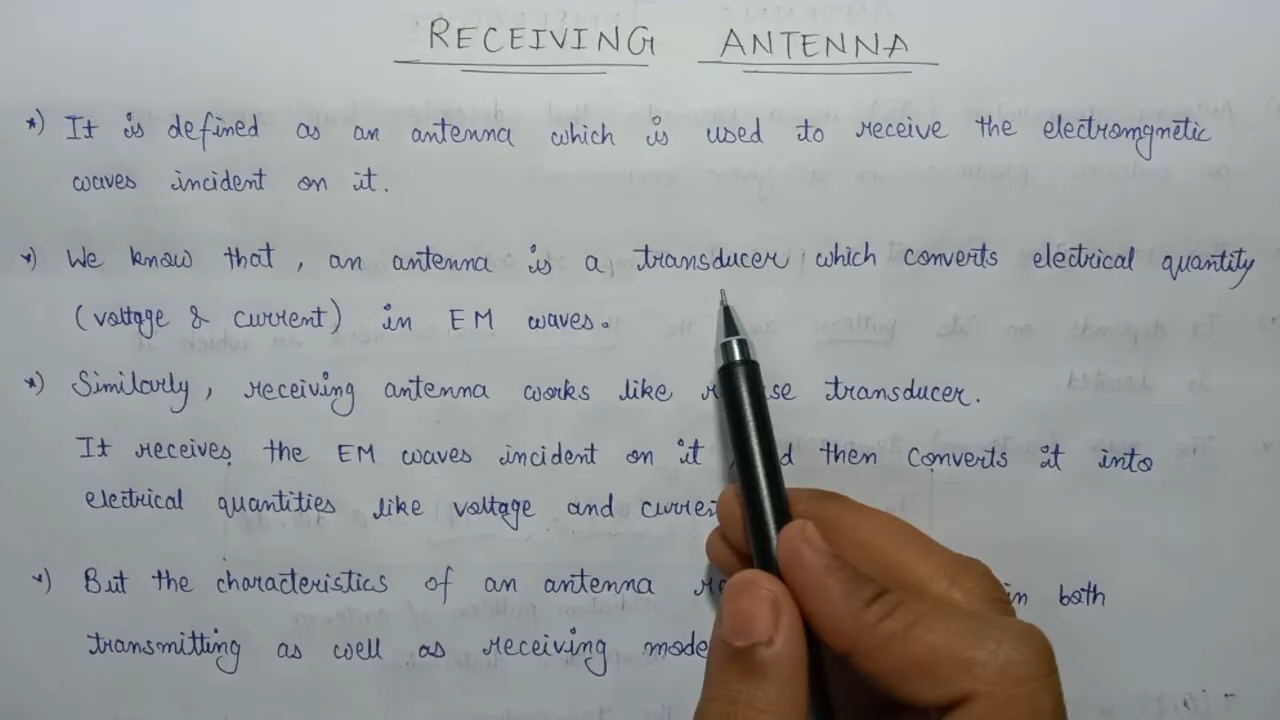 RECEIVING ANTENNA
*) It is defined as an antenna which is used to receive the electromgnetic
waves incident on it.
*) We know that, an antenna is a transducer which converts electrical quantity
(voltage & current) in EM waves.
*) Similarly, receiving antenna works like transducer.
It receives the EM waves incident on it then converts it into
electrical quantities like voltage and
*) But the characteristics of an antenna in both
transmitting as well as receiving mode